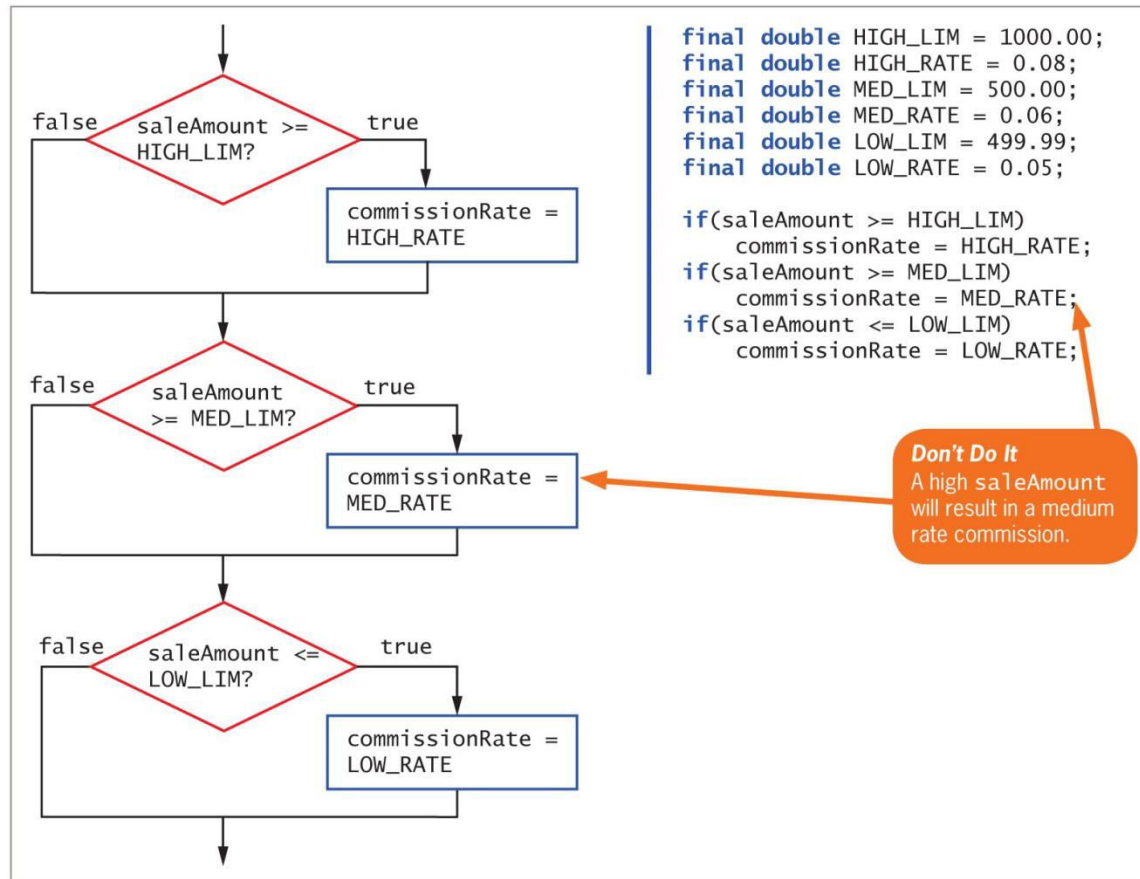 false
saleAmount >=
HIGH_LIM?
true
commissionRate =
HIGH_RATE
false
saleAmount
>= MED_LIM?
true
commissionRate =
MED_RATE
false
saleAmount <=
LOW_LIM?
true
commissionRate =
LOW_RATE
final double HIGH_LIM = 1000.00;
final double HIGH_RATE = 0.08;
final double MED_LIM = 500.00;
final double MED_RATE = 0.06;
final double LOW_LIM = 499.99;
final double LOW_RATE = 0.05;
if(saleAmount >= HIGH_LIM)
    commissionRate = HIGH_RATE;
if(saleAmount >= MED_LIM)
    commissionRate = MED_RATE;
if(saleAmount <= LOW_LIM)
    commissionRate = LOW_RATE;
Don't Do It
A high saleAmount
will result in a medium
rate commission.